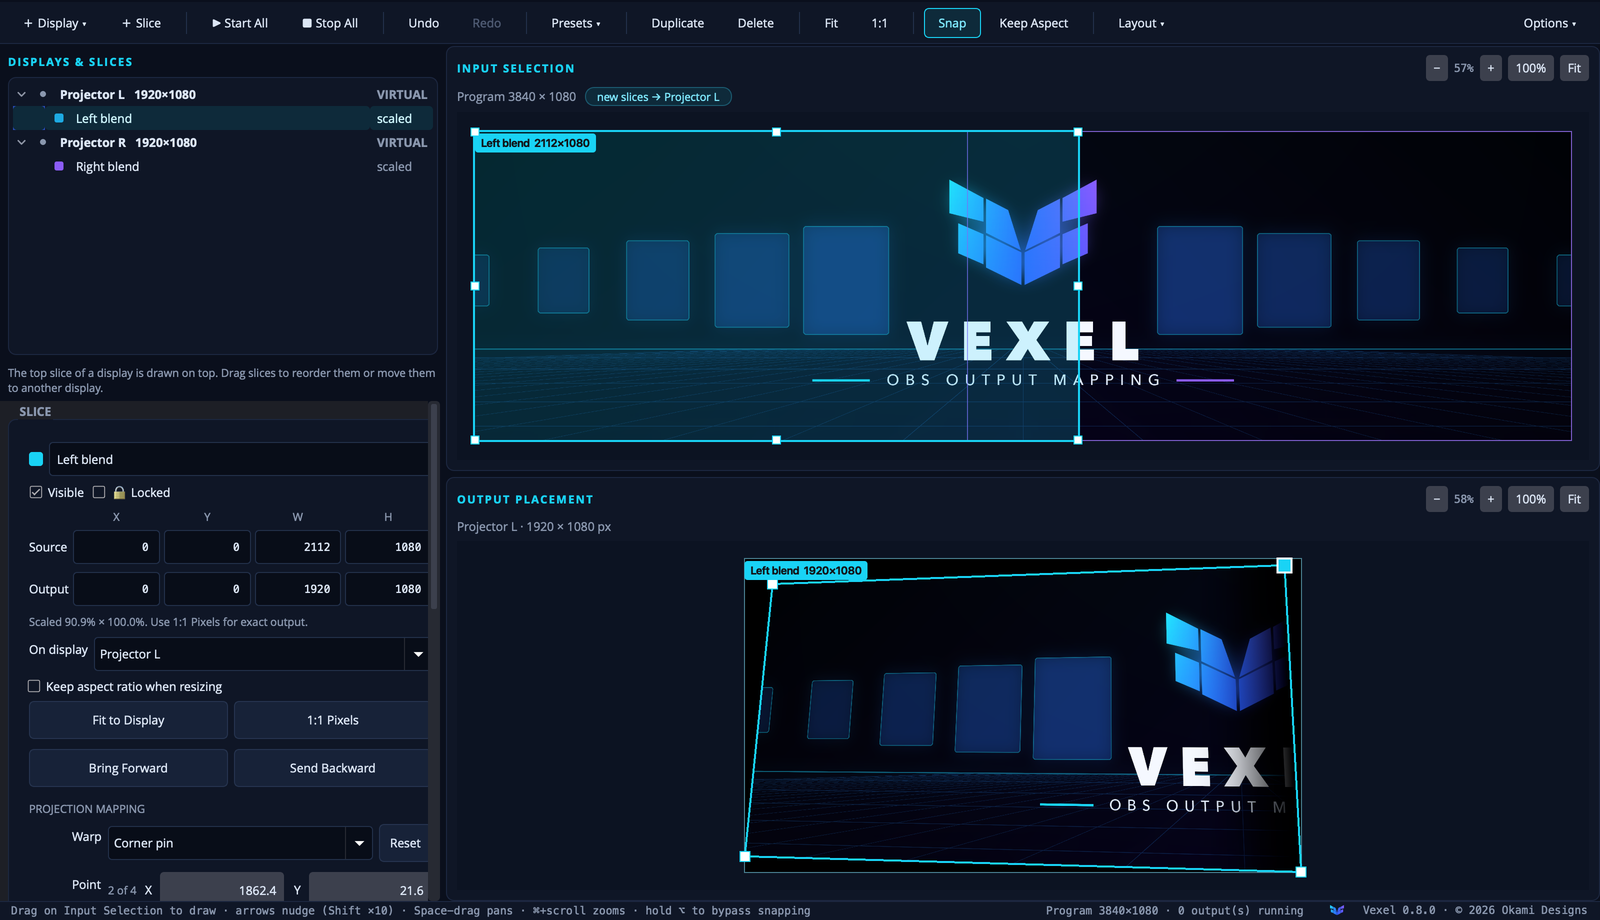 + Display ▾ + Slice ▶ Start All ■ Stop All Undo Redo Presets ▾ Duplicate Delete Fit 1:1 Snap Keep Aspect Layout ▾ Options ▾
DISPLAYS & SLICES
Projector L 1920×1080 VIRTUAL
Left blend scaled
Projector R 1920×1080 VIRTUAL
Right blend scaled
The top slice of a display is drawn on top. Drag slices to reorder them or move them
to another display.
SLICE
Left blend
Visible 🔒 Locked
X Y W H
Source 0 0 2112 1080
Output 0 0 1920 1080
Scaled 90.9% × 100.0%. Use 1:1 Pixels for exact output.
On display Projector L
Keep aspect ratio when resizing
Fit to Display 1:1 Pixels
Bring Forward Send Backward
PROJECTION MAPPING
Warp Corner pin Reset
Point 2 of 4 X 1862.4 Y 21.6
INPUT SELECTION − 57% + 100% Fit
Program 3840 × 1080 new slices → Projector L
Left blend 2112×1080
VEXEL
OBS OUTPUT MAPPING
OUTPUT PLACEMENT − 58% + 100% Fit
Projector L · 1920 × 1080 px
Left blend 1920×1080
VEX
OBS OUTPUT M
Drag on Input Selection to draw · arrows nudge (Shift ×10) · Space-drag pans · ⌘+scroll zooms · hold ⌥ to bypass snapping Program 3840×1080 · 0 output(s) running Vexel 0.8.0 · © 2026 Okami Designs